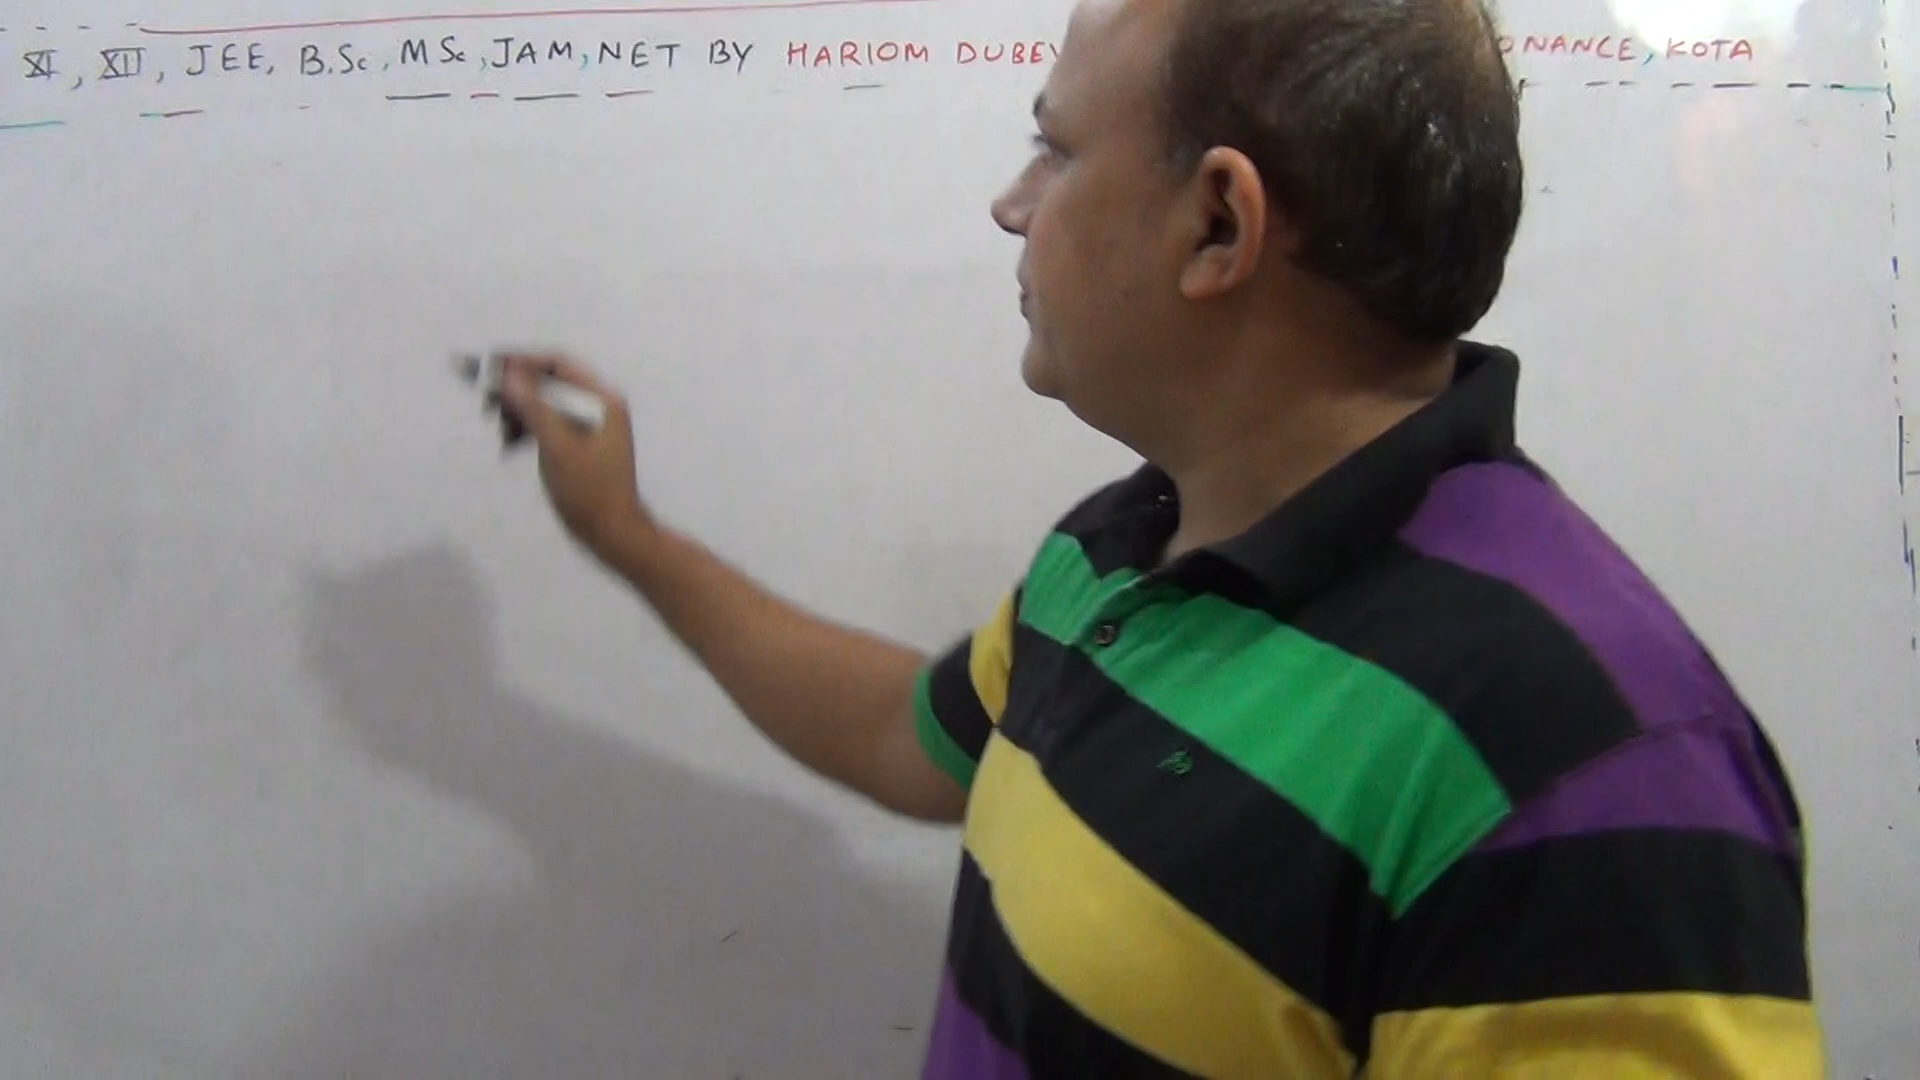 XI, XII, JEE, B.Sc, MSc, JAM, NET BY HARIOM DUBEY ONANCE, KOTA